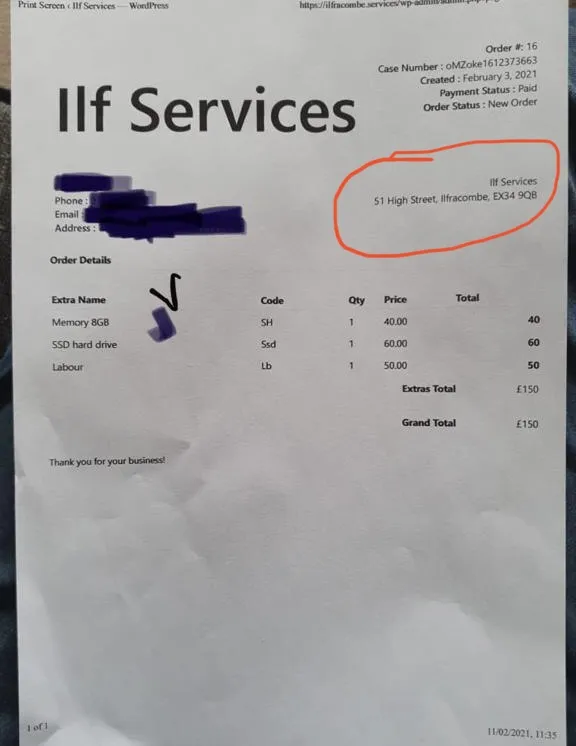 Print Screen ‹ Ilf Services — WordPress
https://ilfracombe.services/wp-admin/admin.php
Order #: 16
Case Number : oMZoke1612373663
Created : February 3, 2021
Payment Status : Paid
Order Status : New Order
Ilf Services
Ilf Services
51 High Street, Ilfracombe, EX34 9QB
Phone :
Email
Address :
Order Details
Extra Name Code Qty Price Total
Memory 8GB SH 1 40.00 40
SSD hard drive Ssd 1 60.00 60
Labour Lb 1 50.00 50
Extras Total £150
Grand Total £150
Thank you for your business!
1 of 1
11/02/2021, 11:35